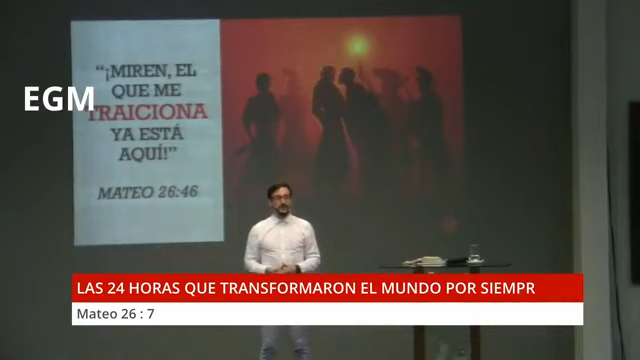 “¡MIREN, EL
QUE ME
TRAICIONA
YA ESTÁ
AQUÍ!”
MATEO 26:46
EGM
LAS 24 HORAS QUE TRANSFORMARON EL MUNDO POR SIEMPR
Mateo 26 : 7